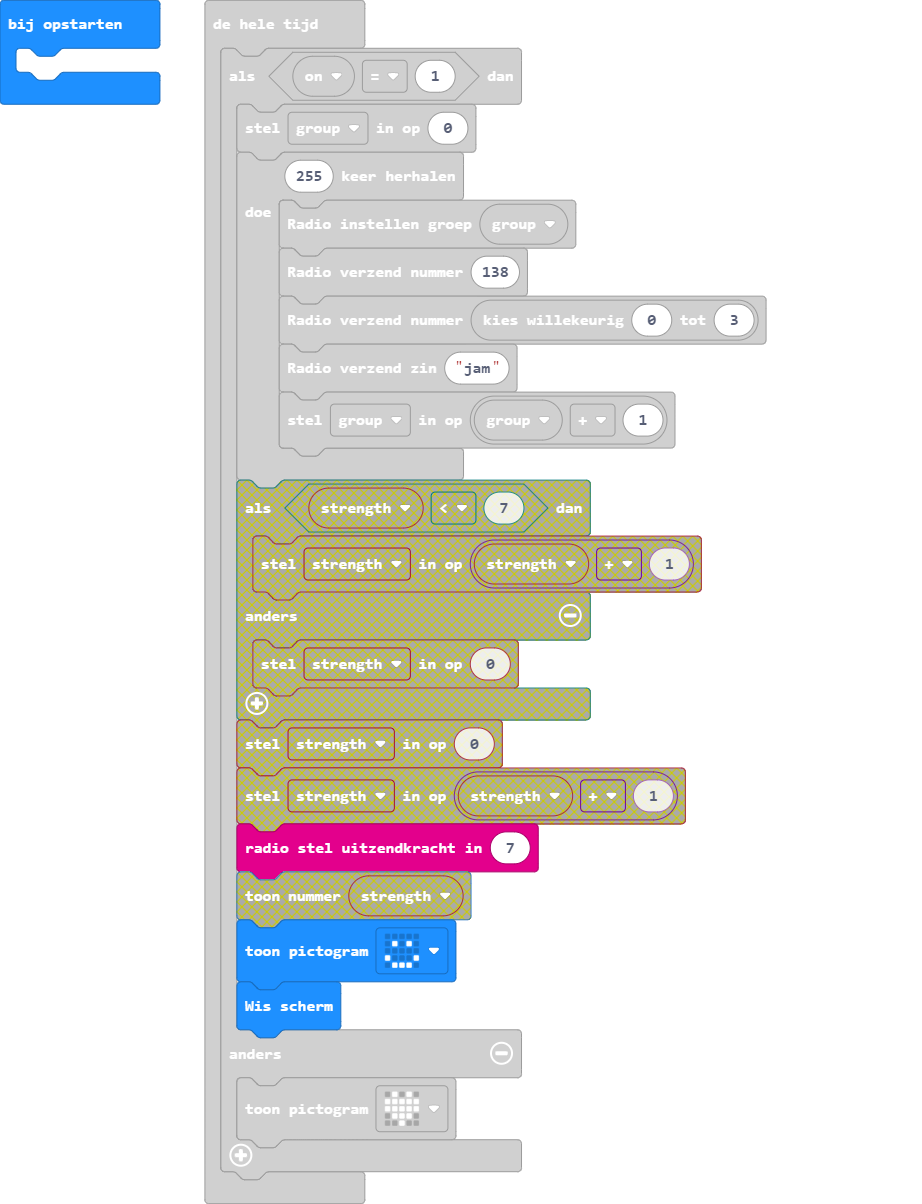 bij opstarten
de hele tijd
als on = 1 dan
stel group in op 0
255 keer herhalen
doe
Radio instellen groep group
Radio verzend nummer 138
Radio verzend nummer kies willekeurig 0 tot 3
Radio verzend zin "jam"
stel group in op group + 1
als strength < 7 dan
stel strength in op strength + 1
anders
stel strength in op 0
stel strength in op 0
stel strength in op strength + 1
radio stel uitzendkracht in 7
toon nummer strength
toon pictogram
Wis scherm
anders
toon pictogram